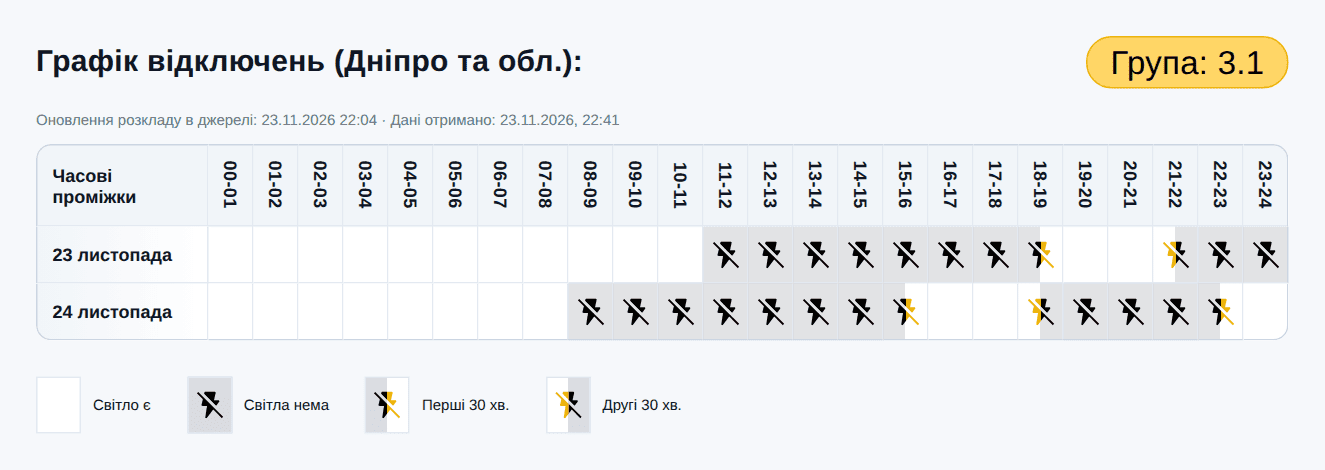 Графік відключень (Дніпро та обл.):
Група: 3.1
Оновлення розкладу в джерелі: 23.11.2026 22:04 · Дані отримано: 23.11.2026, 22:41
Часові
проміжки
00-01
01-02
02-03
03-04
04-05
05-06
06-07
07-08
08-09
09-10
10-11
11-12
12-13
13-14
14-15
15-16
16-17
17-18
18-19
19-20
20-21
21-22
22-23
23-24
23 листопада
24 листопада
Світло є
Світла нема
Перші 30 хв.
Другі 30 хв.